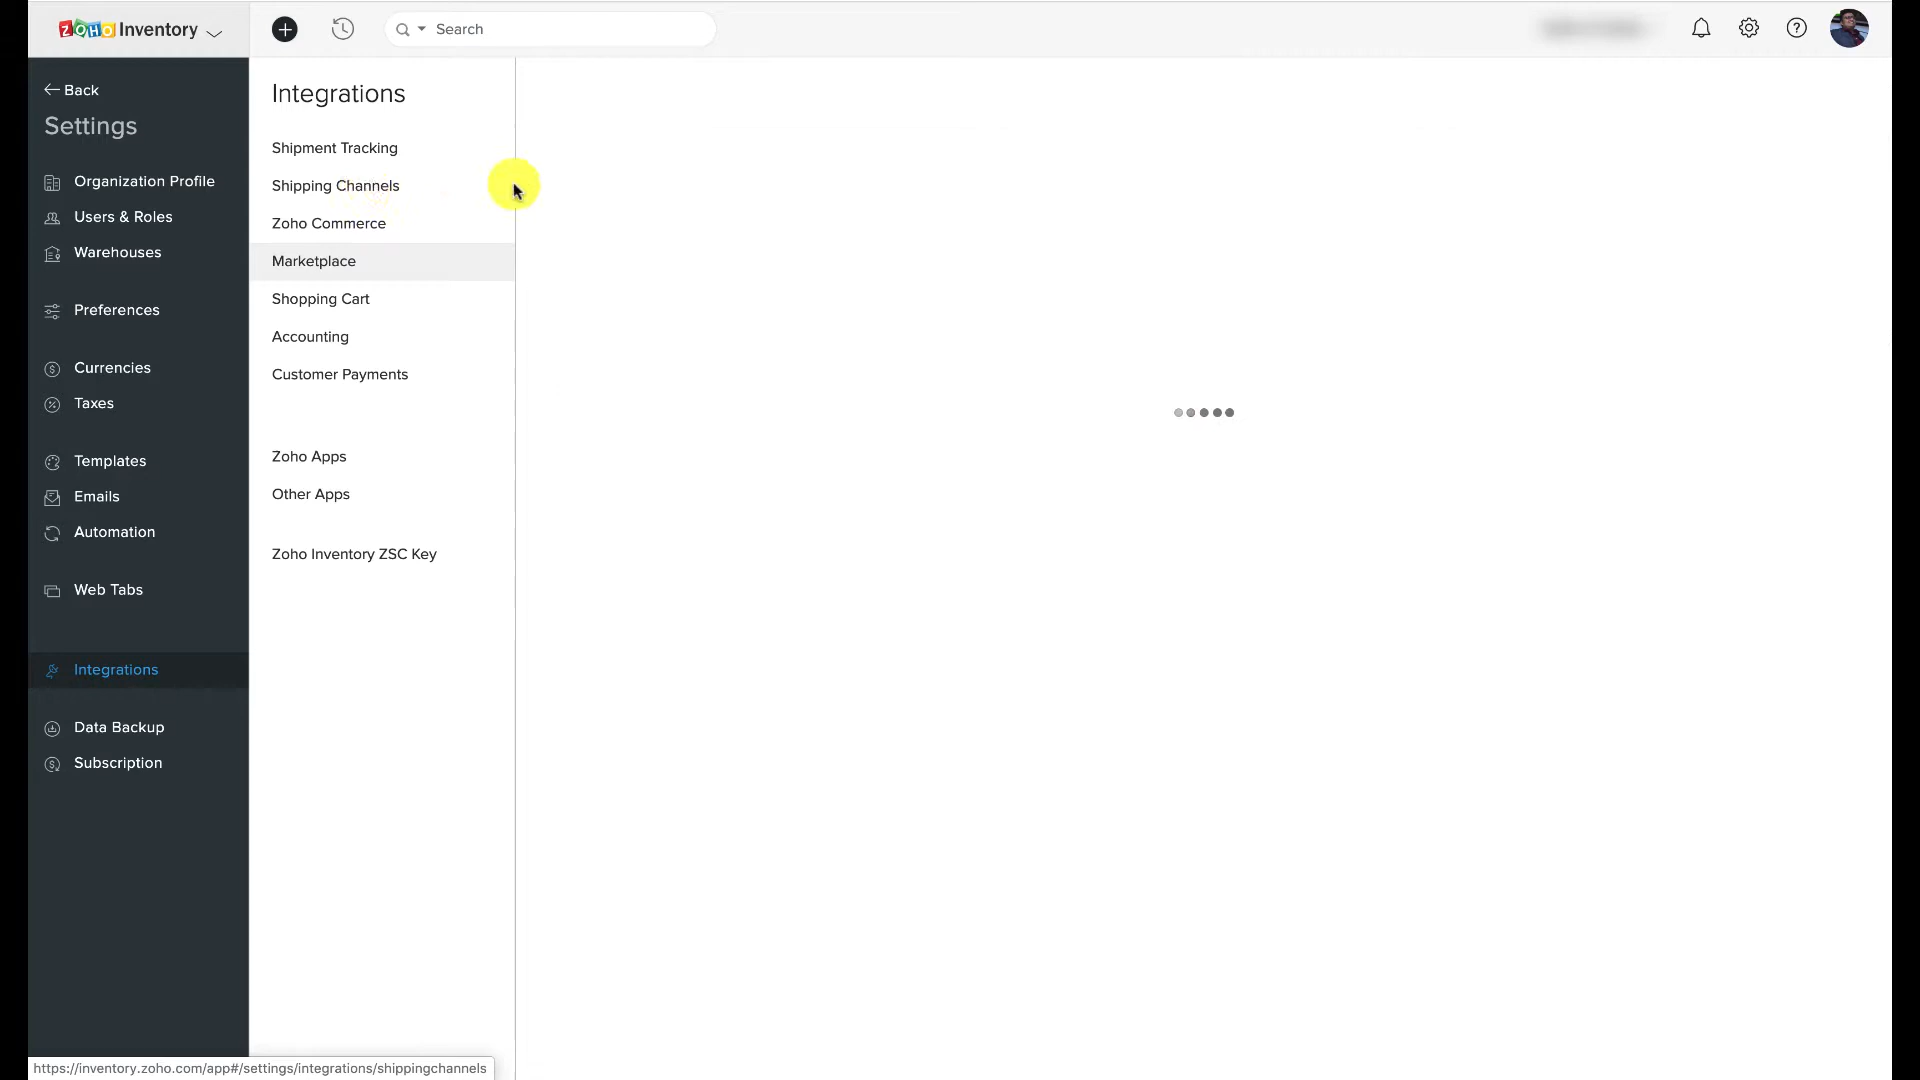 ZOHO Inventory
Search
Back
Settings
Organization Profile
Users & Roles
Warehouses
Preferences
Currencies
Taxes
Templates
Emails
Automation
Web Tabs
Integrations
Data Backup
Subscription
Integrations
Shipment Tracking
Shipping Channels
Zoho Commerce
Marketplace
Shopping Cart
Accounting
Customer Payments
Zoho Apps
Other Apps
Zoho Inventory ZSC Key
https://inventory.zoho.com/app#/settings/integrations/shippingchannels